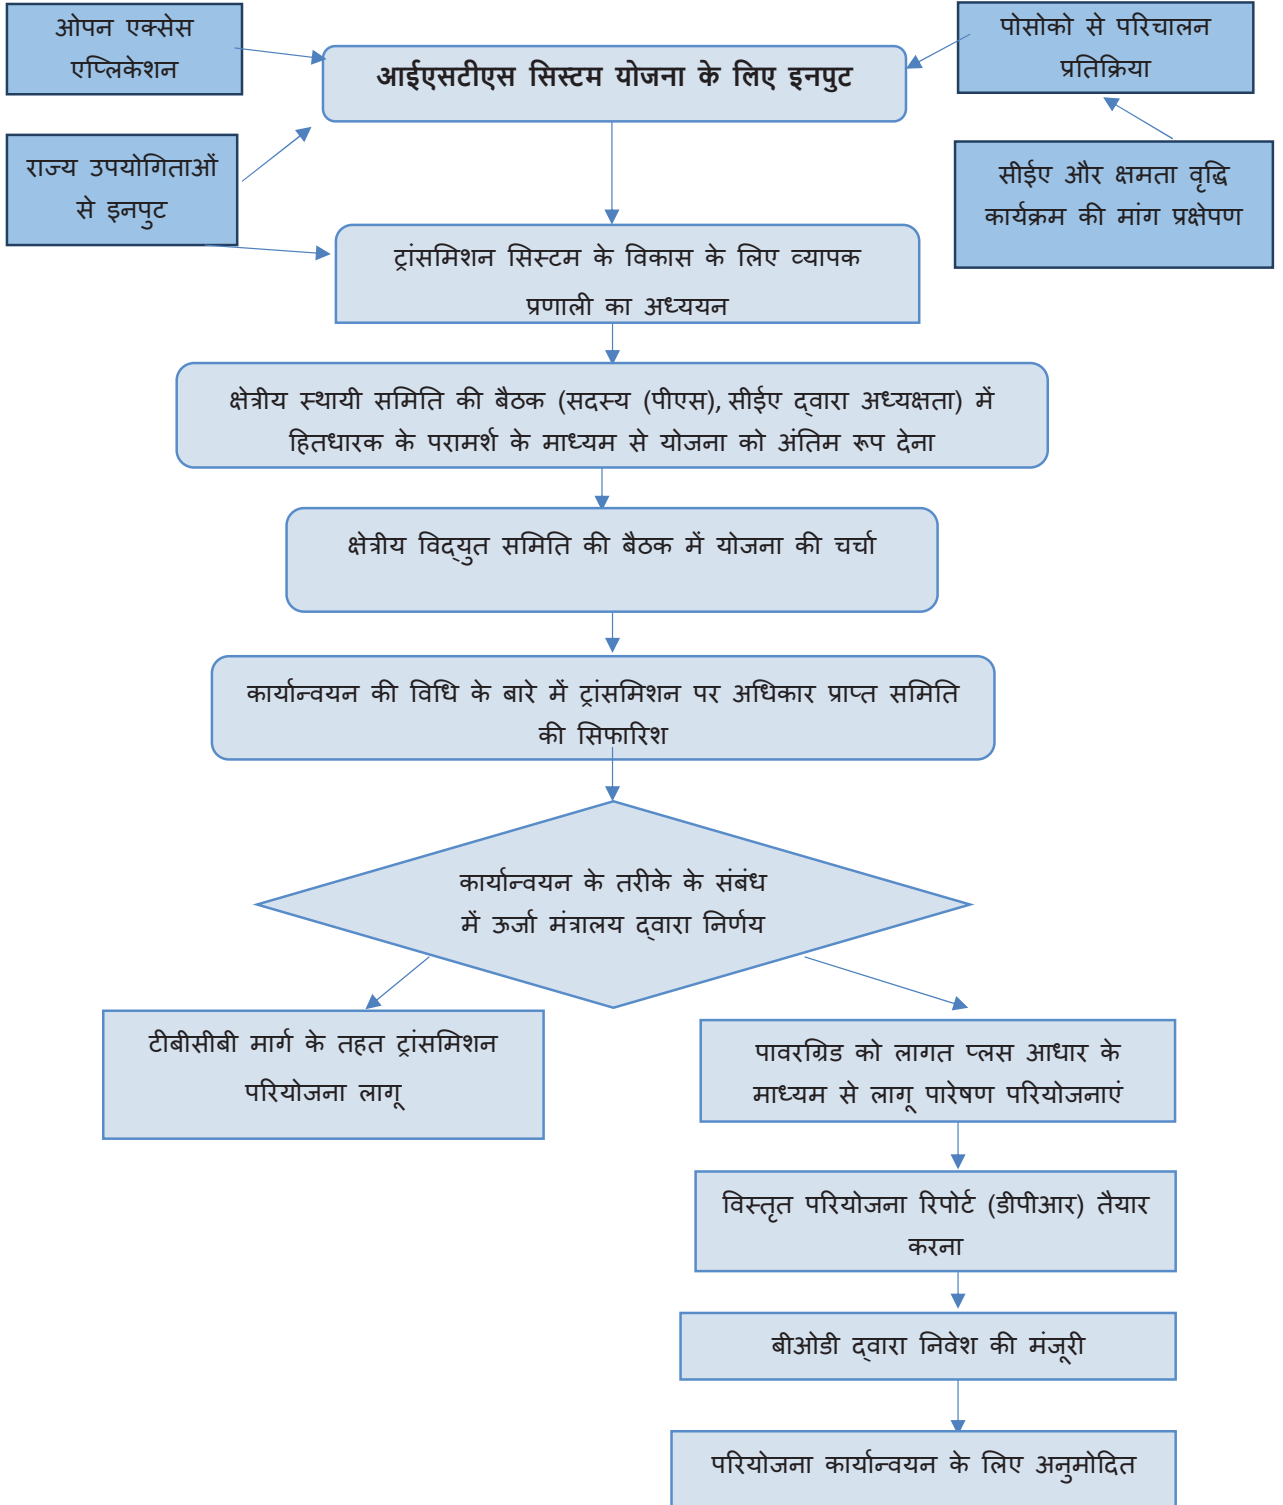 ओपन एक्सेस
एप्लिकेशन
पोसोको से परिचालन
प्रतिक्रिया
आईएसटीएस सिस्टम योजना के लिए इनपुट
राज्य उपयोगिताओं
से इनपुट
सीईए और क्षमता वृद्धि
कार्यक्रम की मांग प्रक्षेपण
ट्रांसमिशन सिस्टम के विकास के लिए व्यापक
प्रणाली का अध्ययन
क्षेत्रीय स्थायी समिति की बैठक (सदस्य (पीएस), सीईए द्वारा अध्यक्षता) में
हितधारक के परामर्श के माध्यम से योजना को अंतिम रूप देना
क्षेत्रीय विद्युत समिति की बैठक में योजना की चर्चा
कार्यान्वयन की विधि के बारे में ट्रांसमिशन पर अधिकार प्राप्त समिति
की सिफारिश
कार्यान्वयन के तरीके के संबंध
में ऊर्जा मंत्रालय द्वारा निर्णय
टीबीसीबी मार्ग के तहत ट्रांसमिशन
परियोजना लागू
पावरग्रिड को लागत प्लस आधार के
माध्यम से लागू पारेषण परियोजनाएं
विस्तृत परियोजना रिपोर्ट (डीपीआर) तैयार
करना
बीओडी द्वारा निवेश की मंजूरी
परियोजना कार्यान्वयन के लिए अनुमोदित